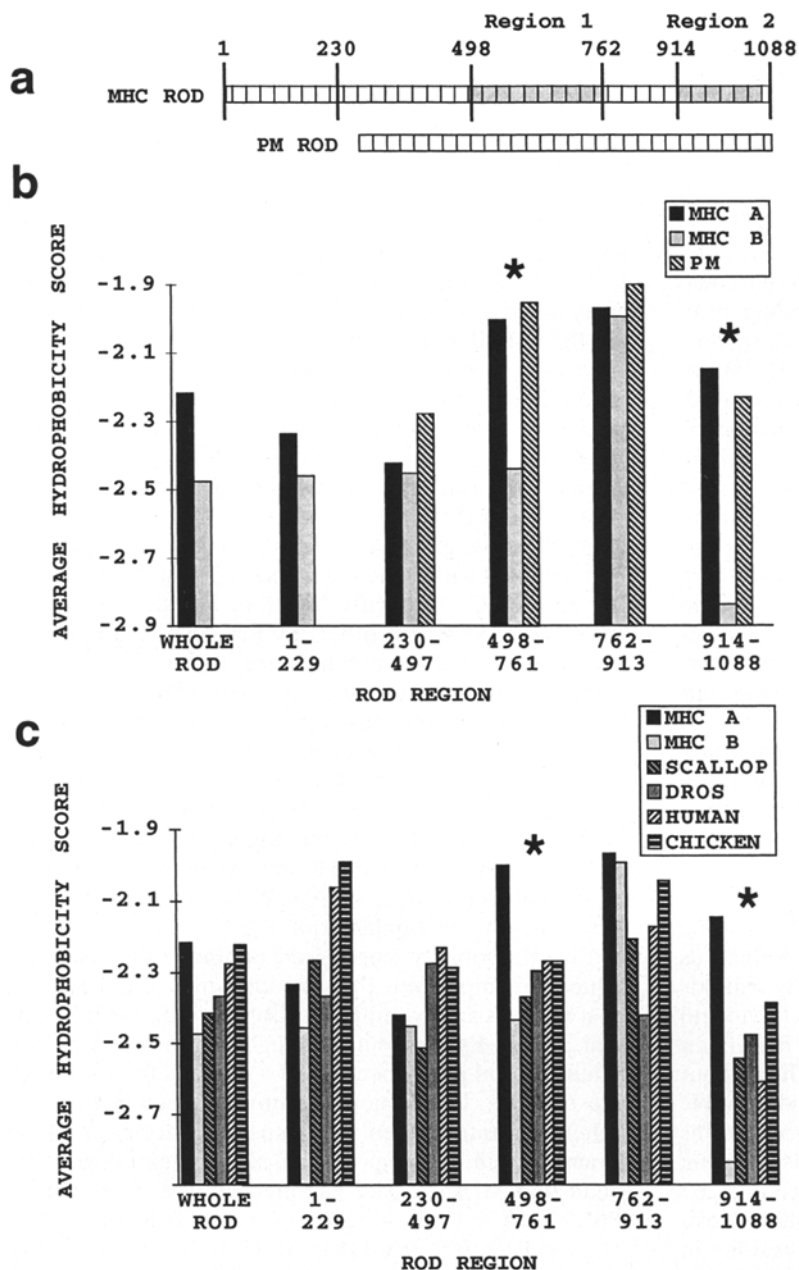 a
Region 1 Region 2
1 230 498 762 914 1088
MHC ROD
PM ROD
b
MHC A
MHC B
PM
*
*
AVERAGE HYDROPHOBICITY SCORE
-1.9
-2.1
-2.3
-2.5
-2.7
-2.9
WHOLE ROD
1-229
230-497
498-761
762-913
914-1088
ROD REGION
c
MHC A
MHC B
SCALLOP
DROS
HUMAN
CHICKEN
*
*
AVERAGE HYDROPHOBICITY SCORE
-1.9
-2.1
-2.3
-2.5
-2.7
WHOLE ROD
1-229
230-497
498-761
762-913
914-1088
ROD REGION